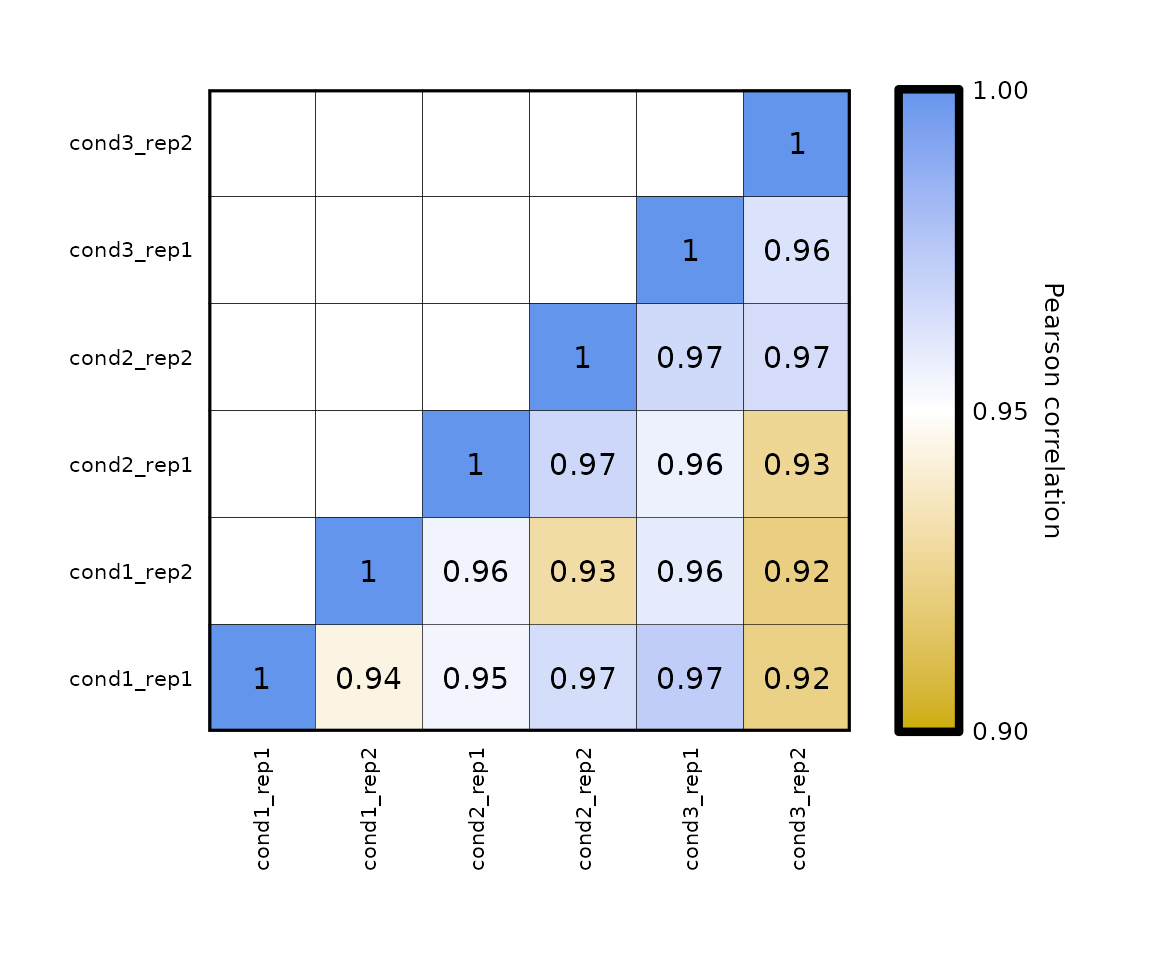 cond3_rep2 1
cond3_rep1 1 0.96
cond2_rep2 1 0.97 0.97
cond2_rep1 1 0.97 0.96 0.93
cond1_rep2 1 0.96 0.93 0.96 0.92
cond1_rep1 1 0.94 0.95 0.97 0.97 0.92
cond1_rep1
cond1_rep2
cond2_rep1
cond2_rep2
cond3_rep1
cond3_rep2
1.00
0.95
0.90
Pearson correlation